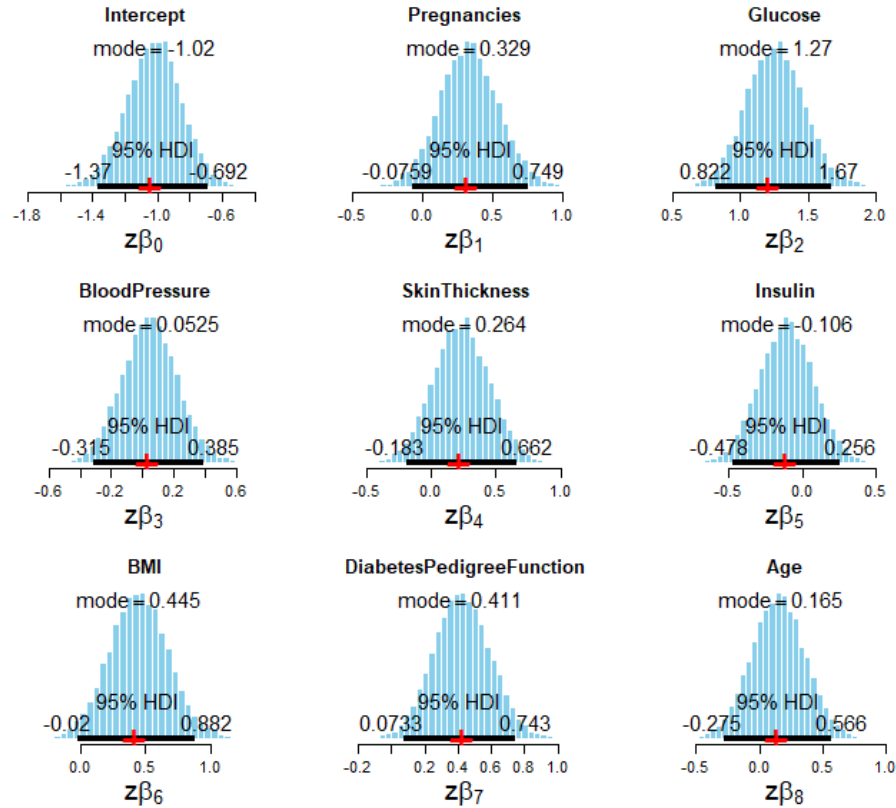 Intercept
mode = -1.02
95% HDI
-1.37 -0.692
-1.8 -1.4 -1.0 -0.6
zβ0
Pregnancies
mode = 0.329
95% HDI
-0.0759 0.749
-0.5 0.0 0.5 1.0
zβ1
Glucose
mode = 1.27
95% HDI
0.822 1.67
0.5 1.0 1.5 2.0
zβ2
BloodPressure
mode = 0.0525
95% HDI
-0.315 0.385
-0.6 -0.2 0.2 0.6
zβ3
SkinThickness
mode = 0.264
95% HDI
-0.183 0.662
-0.5 0.0 0.5 1.0
zβ4
Insulin
mode = -0.106
95% HDI
-0.478 0.256
-0.5 0.0 0.5
zβ5
BMI
mode = 0.445
95% HDI
-0.02 0.882
0.0 0.5 1.0
zβ6
DiabetesPedigreeFunction
mode = 0.411
95% HDI
0.0733 0.743
-0.2 0.2 0.4 0.6 0.8 1.0
zβ7
Age
mode = 0.165
95% HDI
-0.275 0.566
-0.5 0.0 0.5 1.0
zβ8